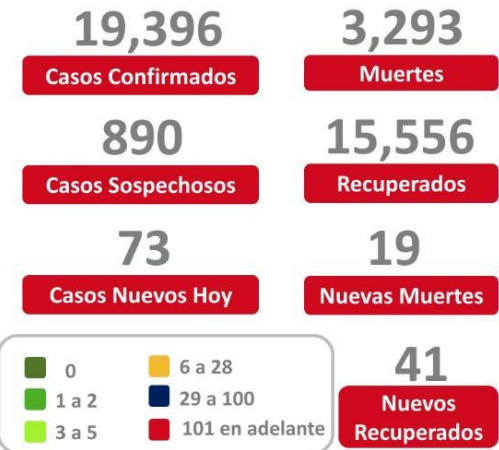 19,396
Casos Confirmados
3,293
Muertes
890
Casos Sospechosos
15,556
Recuperados
73
Casos Nuevos Hoy
19
Nuevas Muertes
0
1 a 2
3 a 5
6 a 28
29 a 100
101 en adelante
41
Nuevos
Recuperados